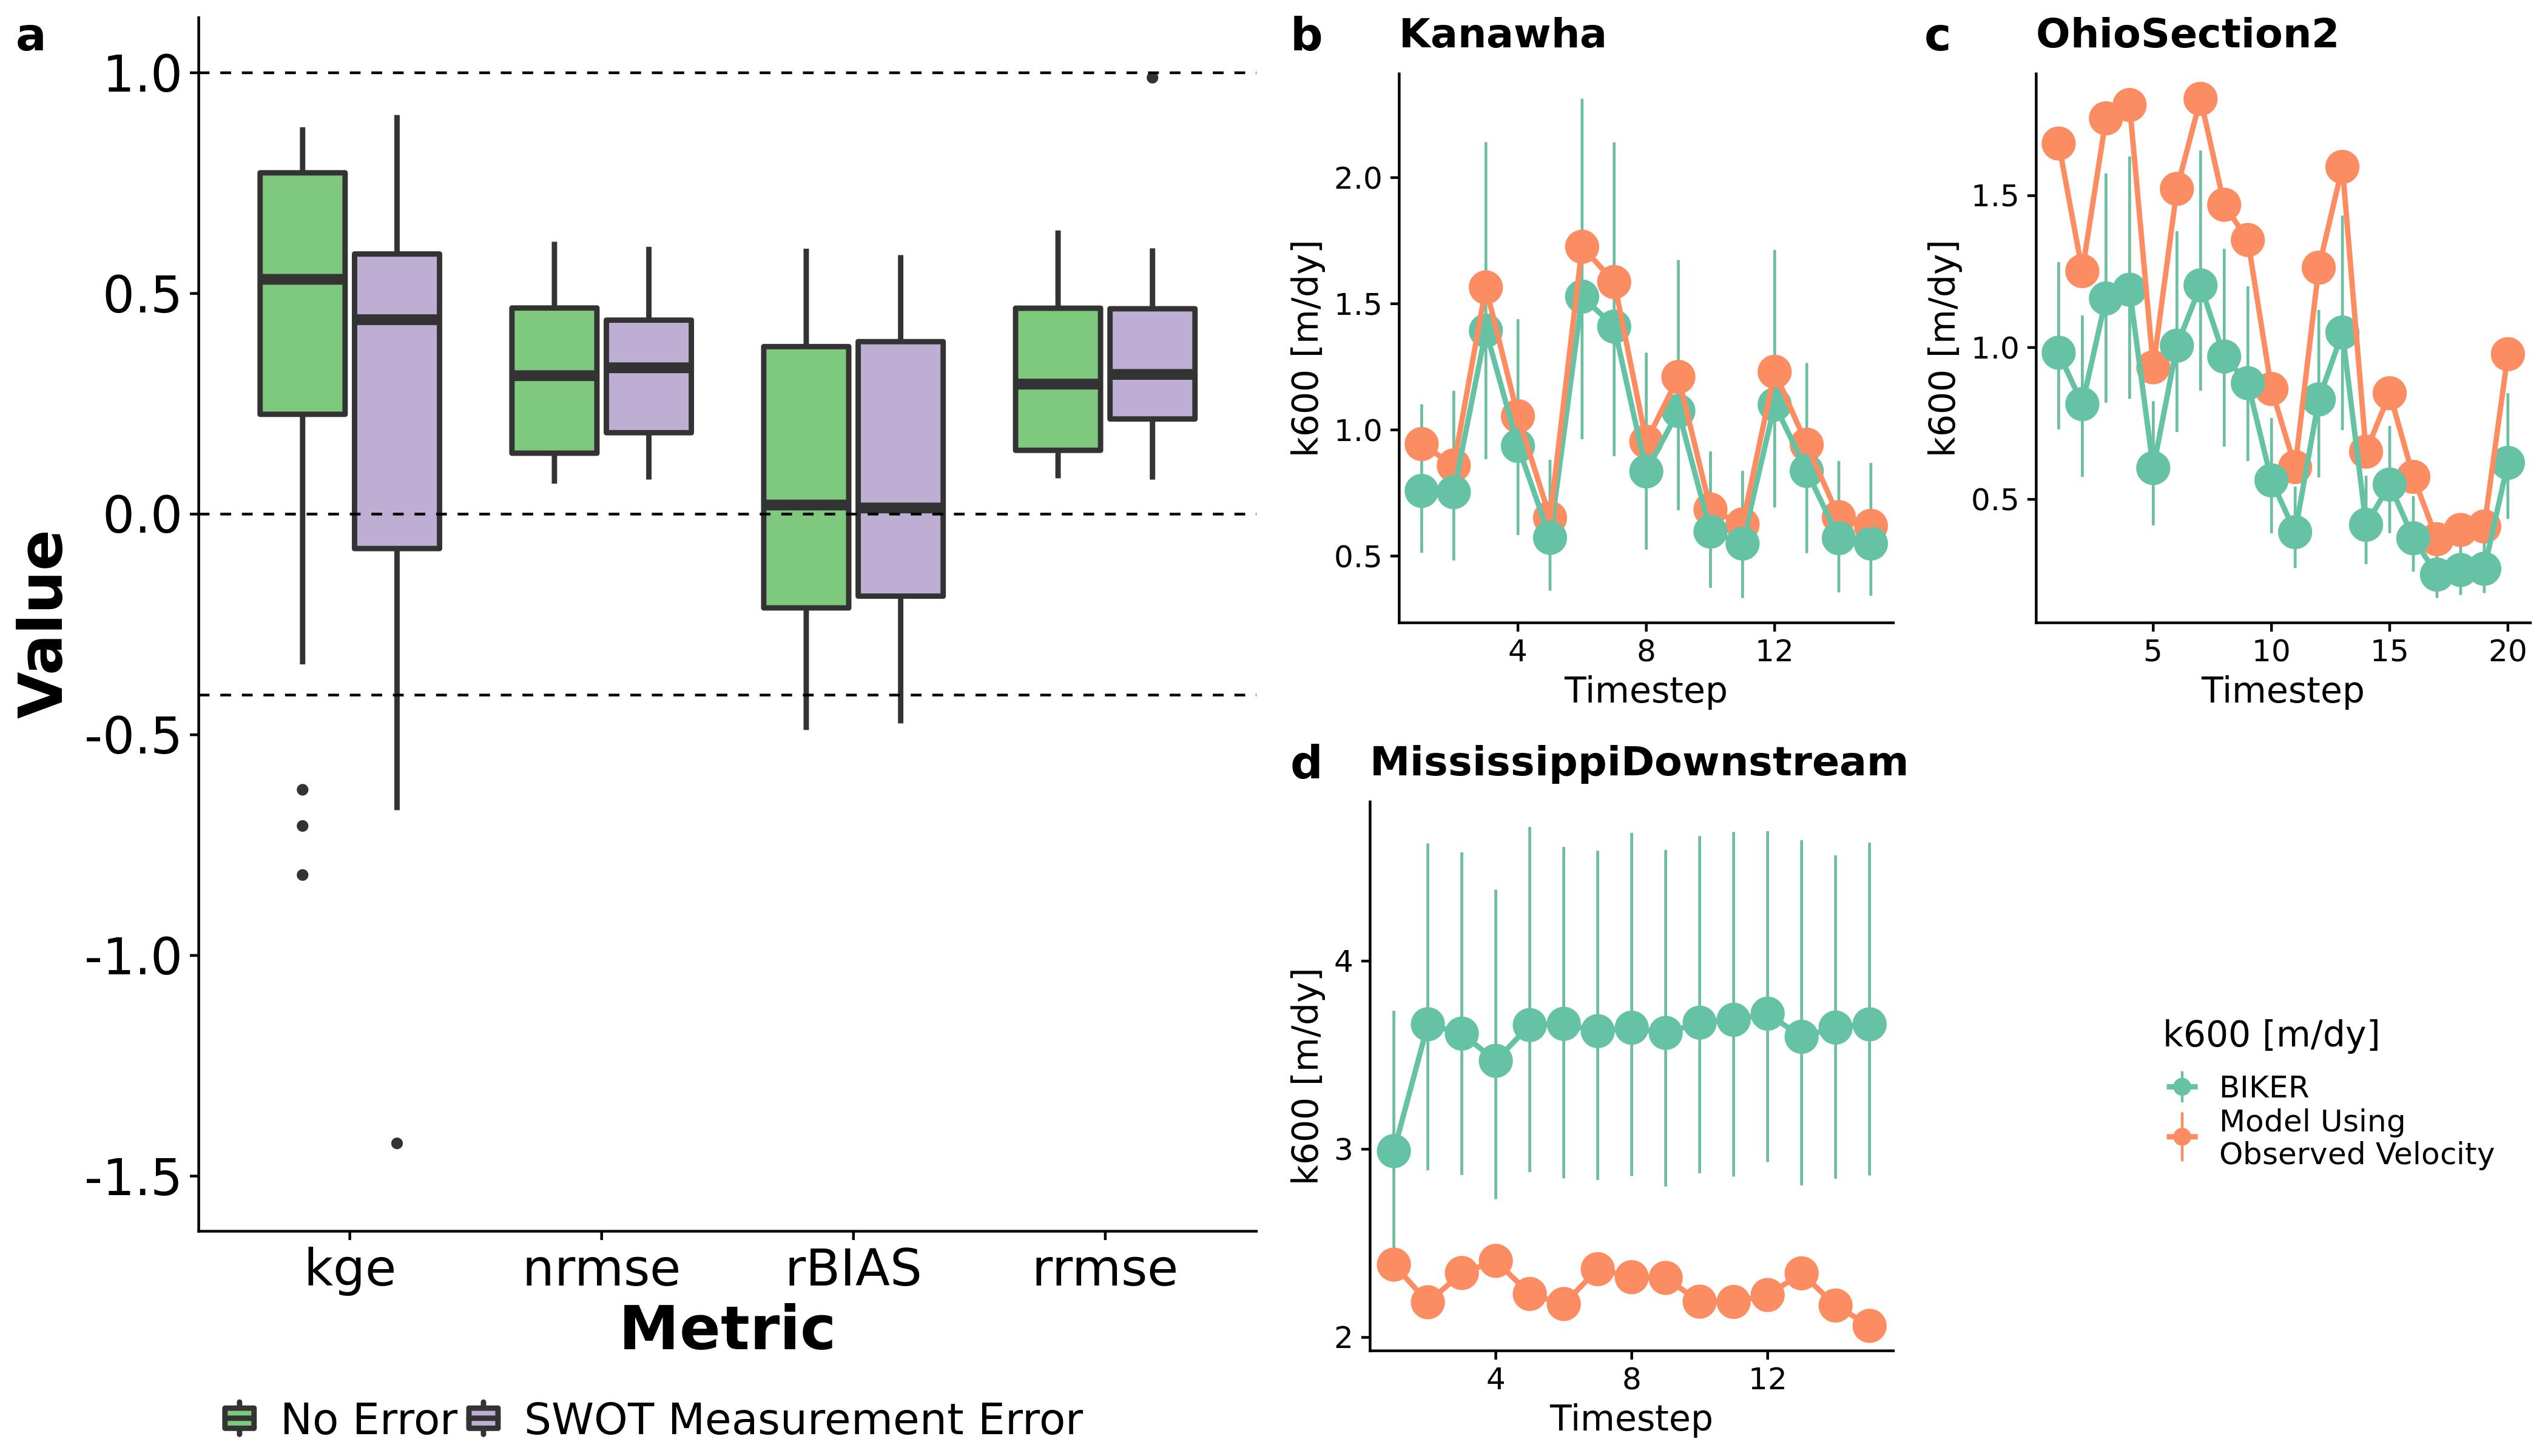 a
1.0
0.5
0.0
-0.5
-1.0
-1.5
Value
kge nrmse rBIAS rrmse
Metric
No Error SWOT Measurement Error
b Kanawha
2.0
1.5
1.0
0.5
k600 [m/dy]
4 8 12
Timestep
c OhioSection2
1.5
1.0
0.5
k600 [m/dy]
5 10 15 20
Timestep
d MississippiDownstream
4
3
2
k600 [m/dy]
4 8 12
Timestep
k600 [m/dy]
BIKER
Model Using
Observed Velocity